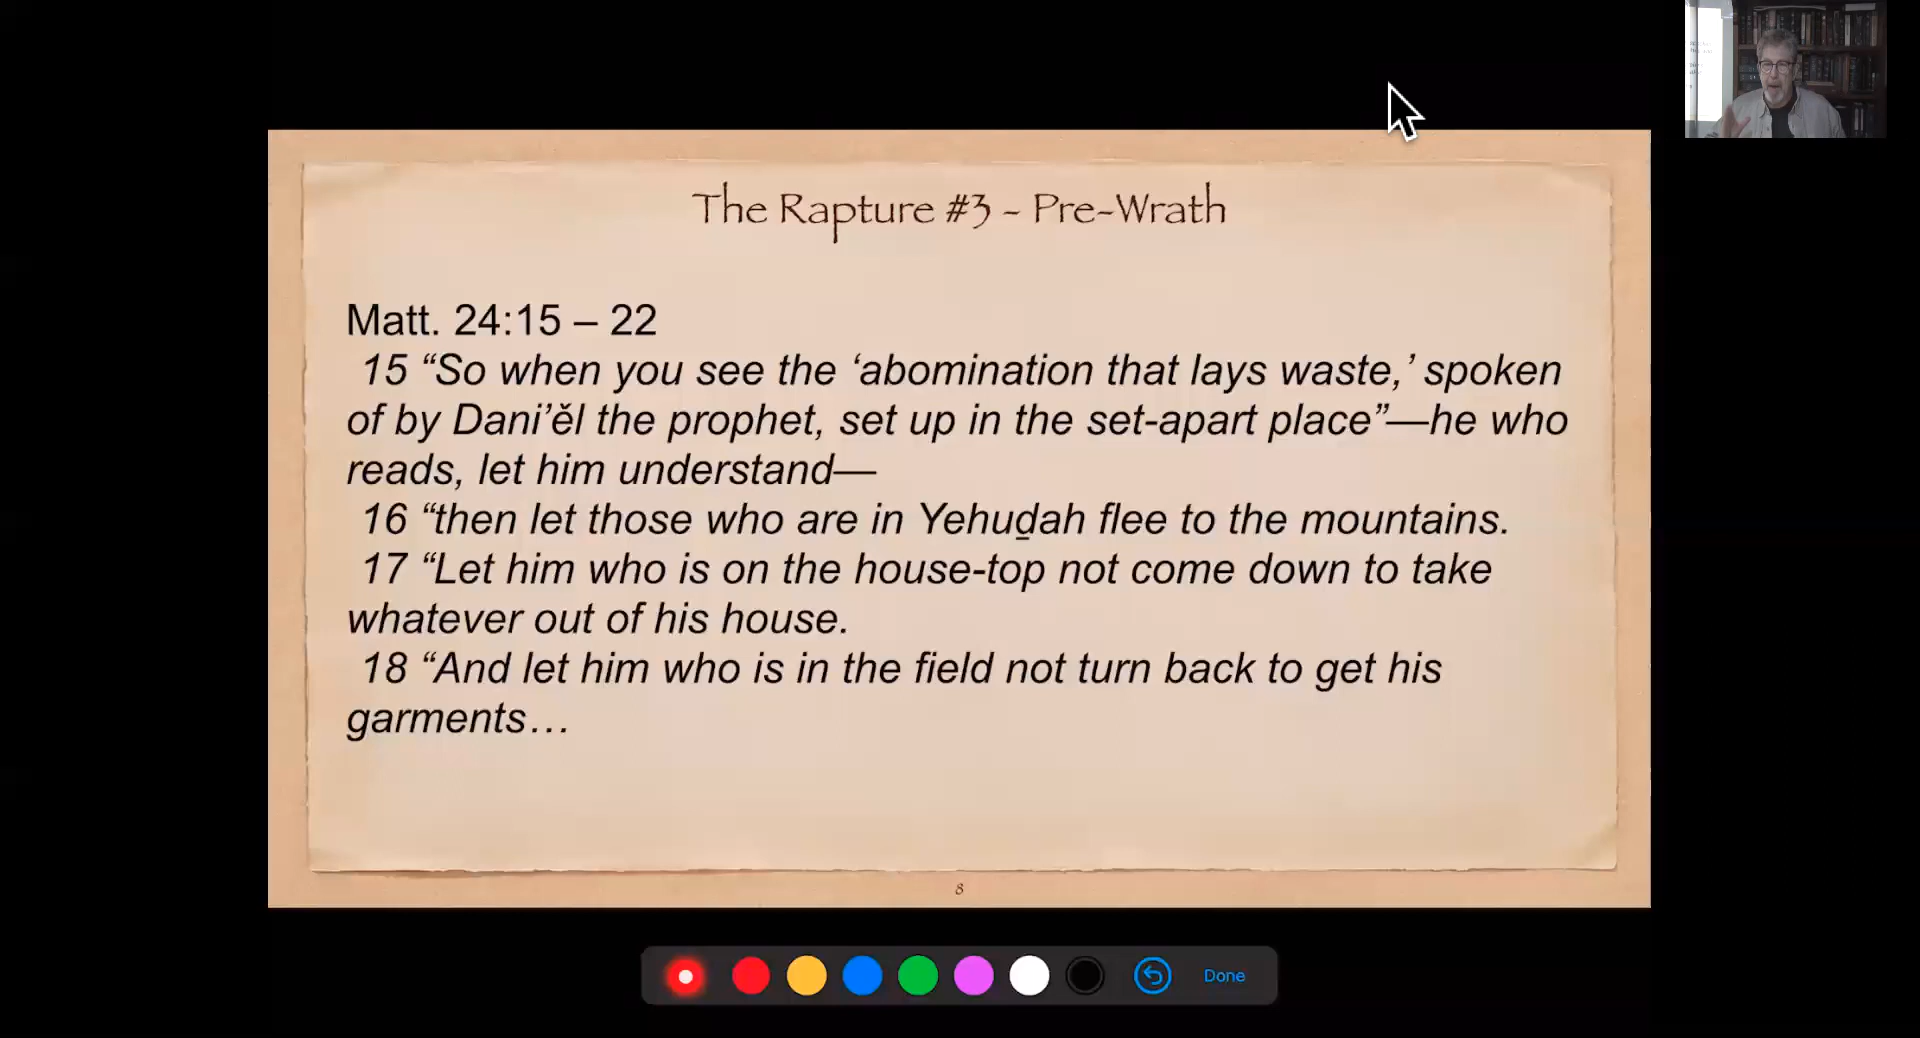 The Rapture #3 - Pre-Wrath
Matt. 24:15 – 22
15 “So when you see the ‘abomination that lays waste,’ spoken
of by Dani’ĕl the prophet, set up in the set-apart place”—he who
reads, let him understand—
16 “then let those who are in Yehuḏah flee to the mountains.
17 “Let him who is on the house-top not come down to take
whatever out of his house.
18 “And let him who is in the field not turn back to get his
garments…
8
Done